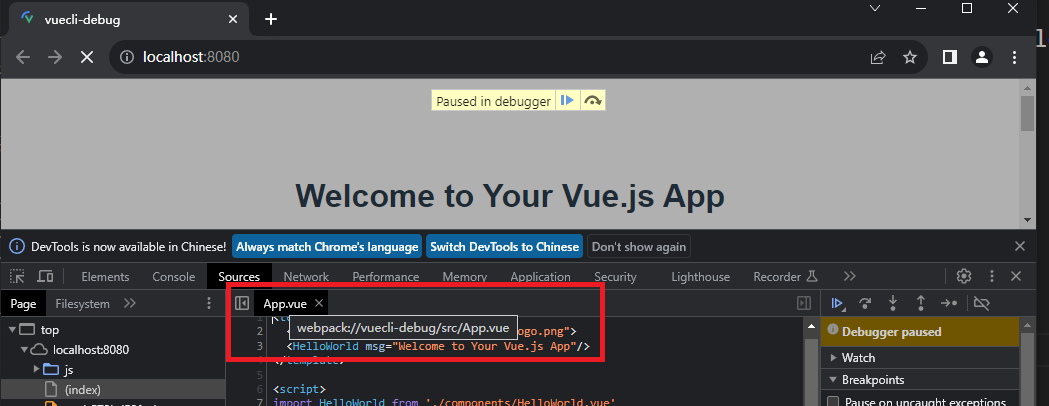 vuecli-debug
localhost:8080
Paused in debugger
Welcome to Your Vue.js App
DevTools is now available in Chinese! Always match Chrome's language Switch DevTools to Chinese Don't show again
Elements Console Sources Network Performance Memory Application Security Lighthouse Recorder
Page Filesystem
App.vue
top
localhost:8080
js
(index)
webpack://vuecli-debug/src/App.vue
2 ogo.png">
3 <HelloWorld msg="Welcome to Your Vue.js App"/>
5
6 <script>
7 import HelloWorld from './components/HelloWorld.vue'
Debugger paused
Watch
Breakpoints
Pause on uncaught exceptions